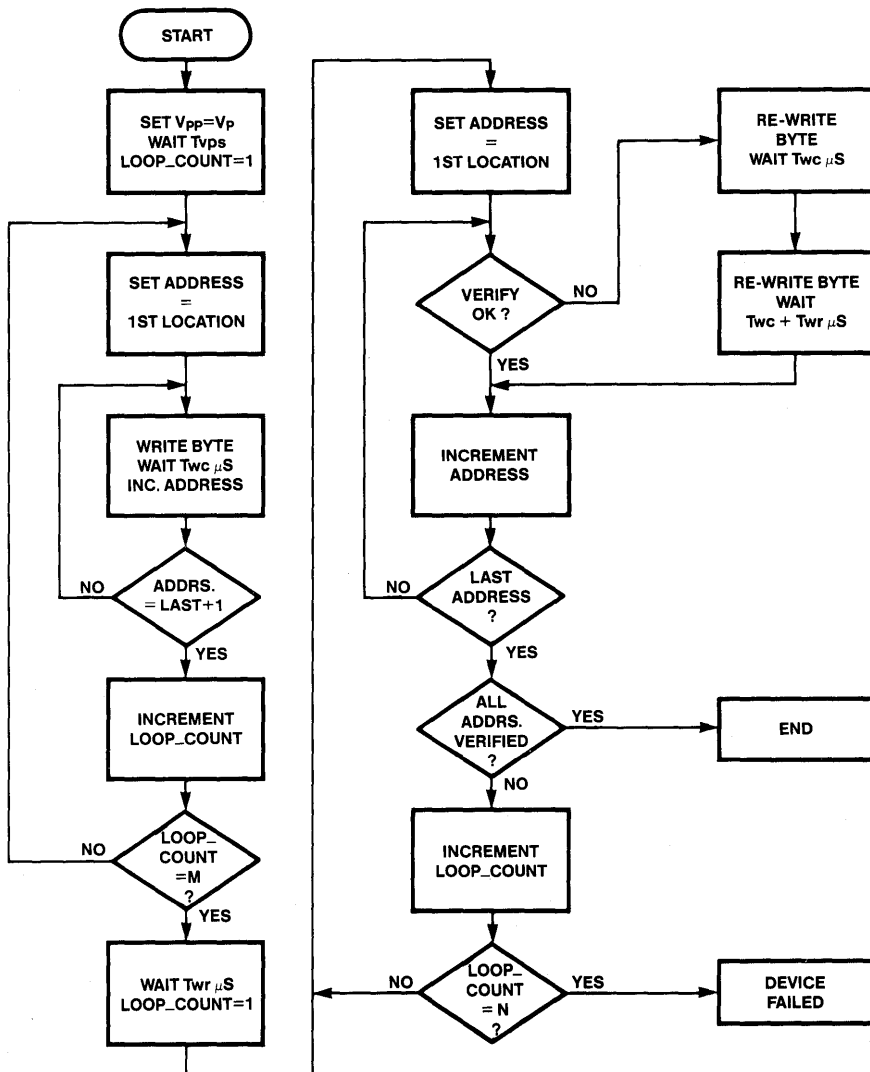 START
SET Vpp=Vp
WAIT Tvps
LOOP_COUNT=1
SET ADDRESS
=
1ST LOCATION
WRITE BYTE
WAIT Twc μS
INC. ADDRESS
NO
ADDRS.
= LAST+1
YES
INCREMENT
LOOP_COUNT
NO
LOOP_
COUNT
=M
?
YES
WAIT Twr μS
LOOP_COUNT=1
SET ADDRESS
=
1ST LOCATION
VERIFY
OK ?
NO
YES
RE-WRITE
BYTE
WAIT Twc μS
RE-WRITE BYTE
WAIT
Twc + Twr μS
INCREMENT
ADDRESS
NO
LAST
ADDRESS
?
YES
ALL
ADDRS.
VERIFIED
?
YES
END
NO
INCREMENT
LOOP_COUNT
NO
LOOP_
COUNT
= N
?
YES
DEVICE
FAILED